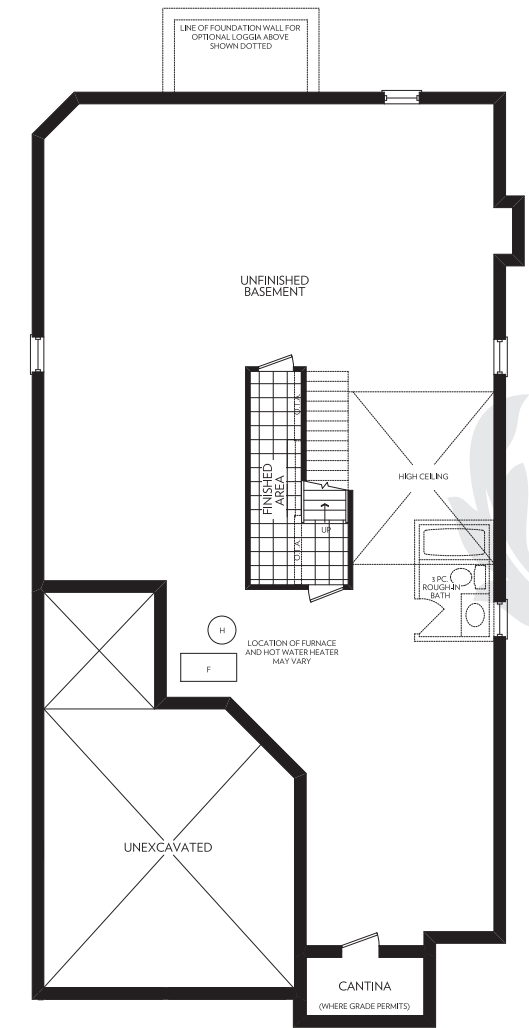 LINE OF FOUNDATION WALL FOR
OPTIONAL LOGGIA ABOVE
SHOWN DOTTED
UNFINISHED
BASEMENT
O.T.A.
FINISHED
AREA
HIGH CEILING
UP
O.T.A.
3 PC.
ROUGH-IN
BATH
H
LOCATION OF FURNACE
AND HOT WATER HEATER
MAY VARY
F
UNEXCAVATED
CANTINA
(WHERE GRADE PERMITS)